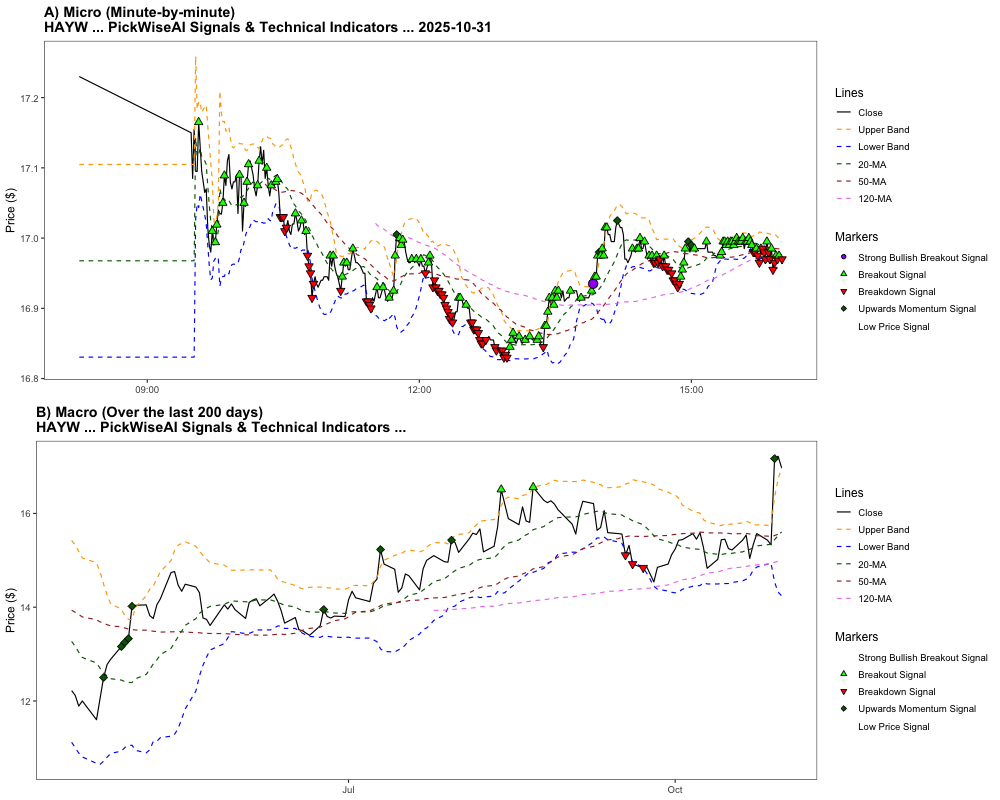 A) Micro (Minute-by-minute)
HAYW ... PickWiseAI Signals & Technical Indicators ... 2025-10-31
Price ($)
17.2
17.1
17.0
16.9
16.8
09:00
12:00
15:00
Lines
Close
Upper Band
Lower Band
20-MA
50-MA
120-MA
Markers
Strong Bullish Breakout Signal
Breakout Signal
Breakdown Signal
Upwards Momentum Signal
Low Price Signal
B) Macro (Over the last 200 days)
HAYW ... PickWiseAI Signals & Technical Indicators ...
Price ($)
16
14
12
Jul
Oct
Lines
Close
Upper Band
Lower Band
20-MA
50-MA
120-MA
Markers
Strong Bullish Breakout Signal
Breakout Signal
Breakdown Signal
Upwards Momentum Signal
Low Price Signal